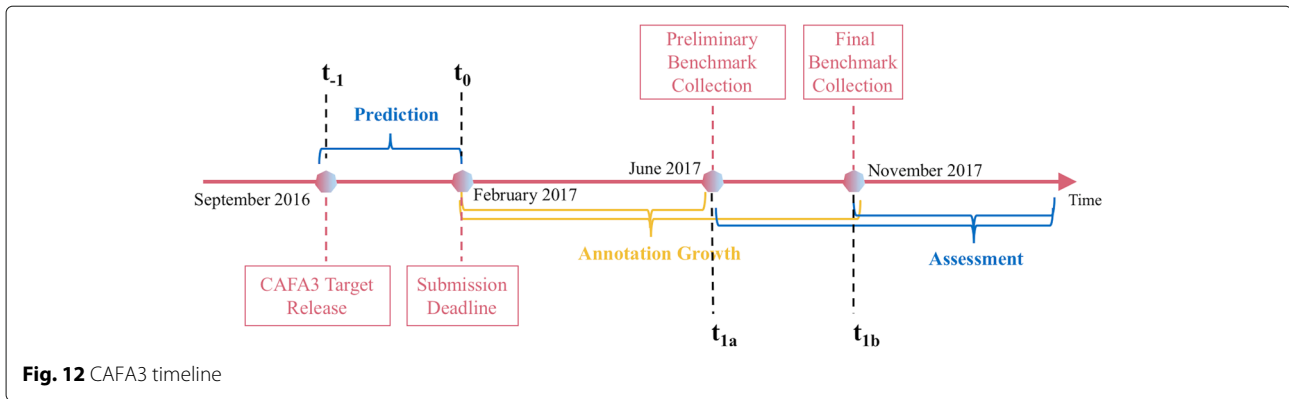 Preliminary
Benchmark
Collection
Final
Benchmark
Collection
t-1
t0
Prediction
June 2017
November 2017
September 2016
February 2017
Time
Annotation Growth
Assessment
CAFA3 Target
Release
Submission
Deadline
t1a
t1b
Fig. 12 CAFA3 timeline